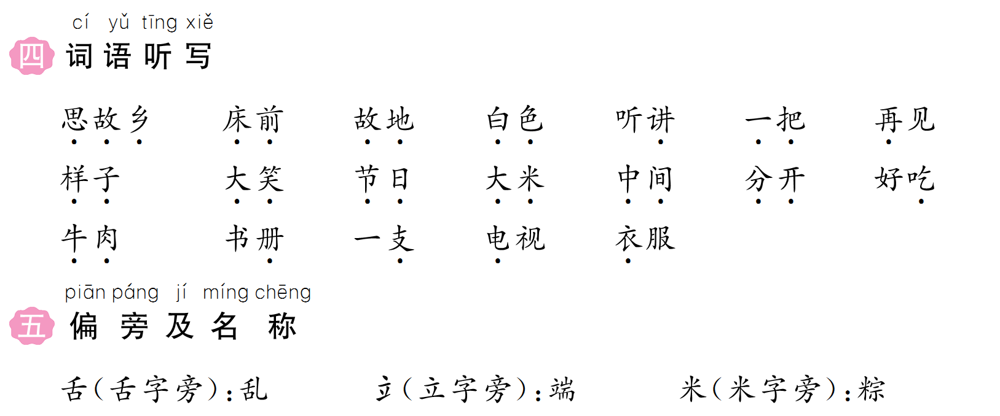 cí yǔ tīng xiě
四 词语听写
思故乡 床前 故地 白色 听讲 一把 再见
样子 大笑 节日 大米 中间 分开 好吃
牛肉 书册 一支 电视 衣服
piān páng jí míng chēng
五 偏旁及名称
舌(舌字旁):乱 立(立字旁):端 米(米字旁):粽